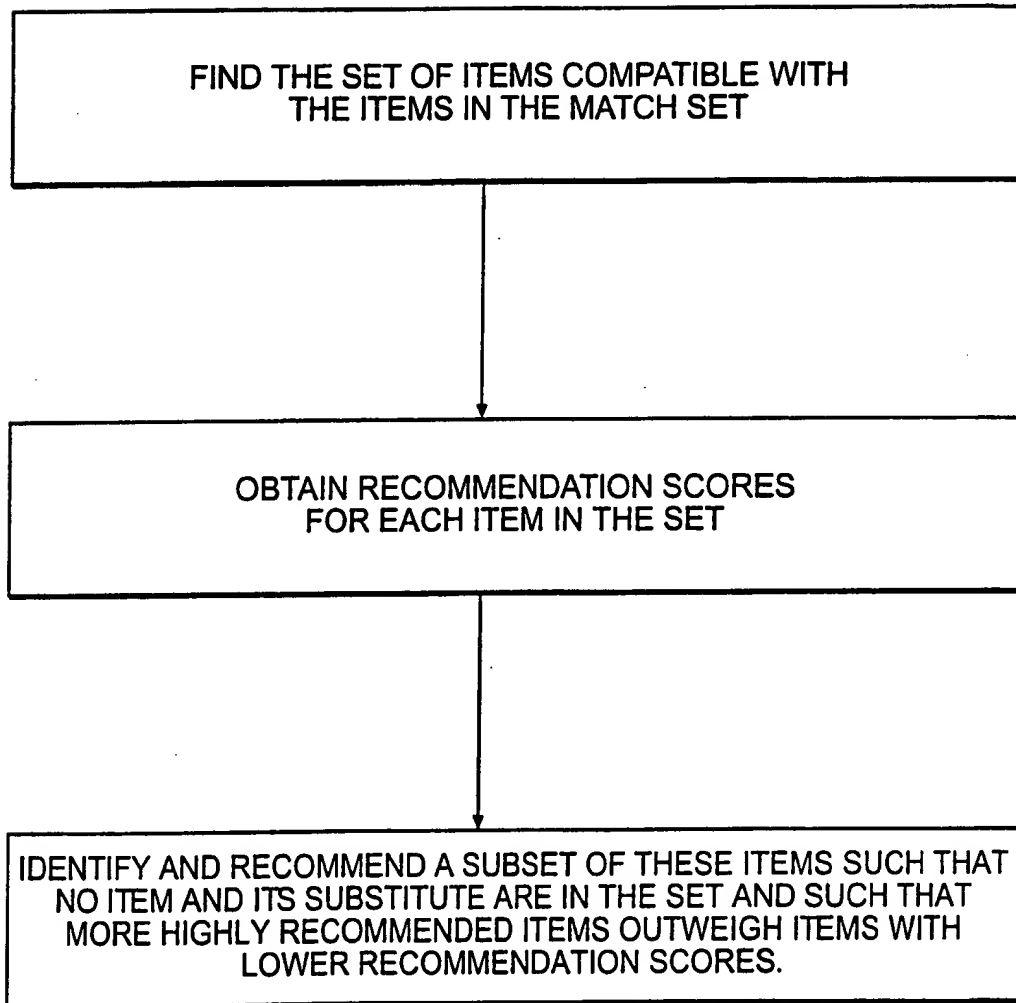 FIND THE SET OF ITEMS COMPATIBLE WITH
THE ITEMS IN THE MATCH SET
OBTAIN RECOMMENDATION SCORES
FOR EACH ITEM IN THE SET
IDENTIFY AND RECOMMEND A SUBSET OF THESE ITEMS SUCH THAT
NO ITEM AND ITS SUBSTITUTE ARE IN THE SET AND SUCH THAT
MORE HIGHLY RECOMMENDED ITEMS OUTWEIGH ITEMS WITH
LOWER RECOMMENDATION SCORES.